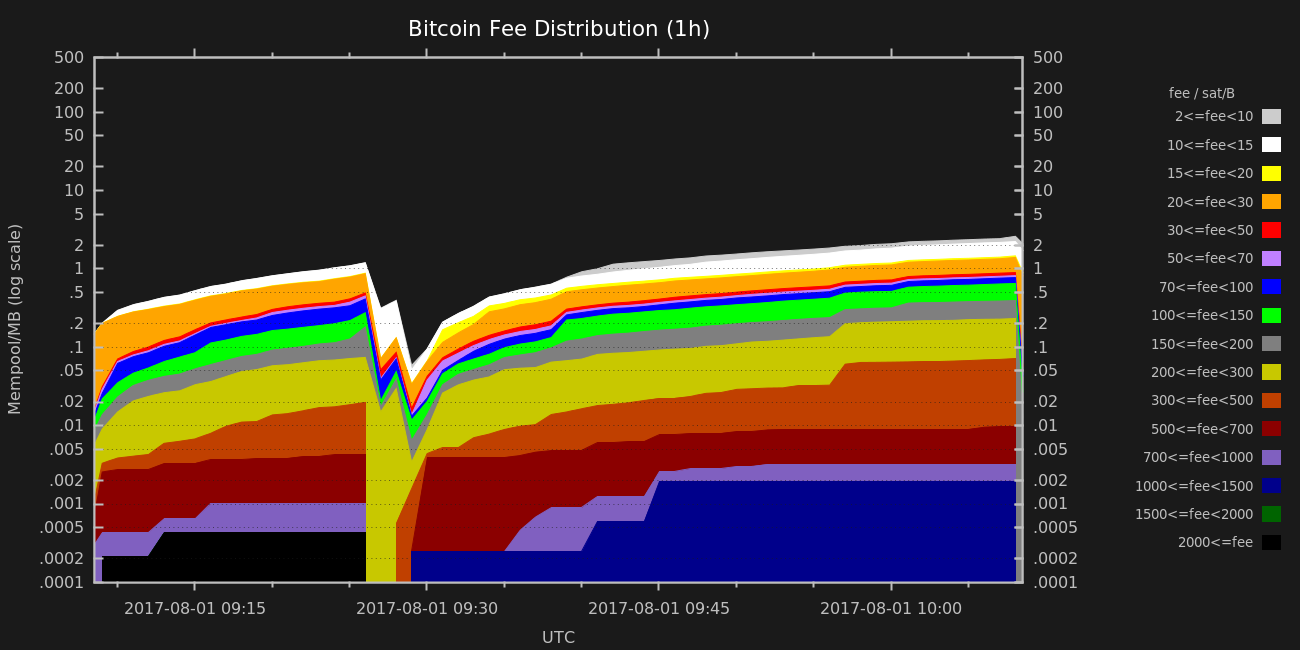 Bitcoin Fee Distribution (1h)
Mempool/MB (log scale)
500
200
100
50
20
10
5
2
1
.5
.2
.1
.05
.02
.01
.005
.002
.001
.0005
.0002
.0001
500
200
100
50
20
10
5
2
1
.5
.2
.1
.05
.02
.01
.005
.002
.001
.0005
.0002
.0001
2017-08-01 09:15
2017-08-01 09:30
2017-08-01 09:45
2017-08-01 10:00
UTC
fee / sat/B
2<=fee<10
10<=fee<15
15<=fee<20
20<=fee<30
30<=fee<50
50<=fee<70
70<=fee<100
100<=fee<150
150<=fee<200
200<=fee<300
300<=fee<500
500<=fee<700
700<=fee<1000
1000<=fee<1500
1500<=fee<2000
2000<=fee